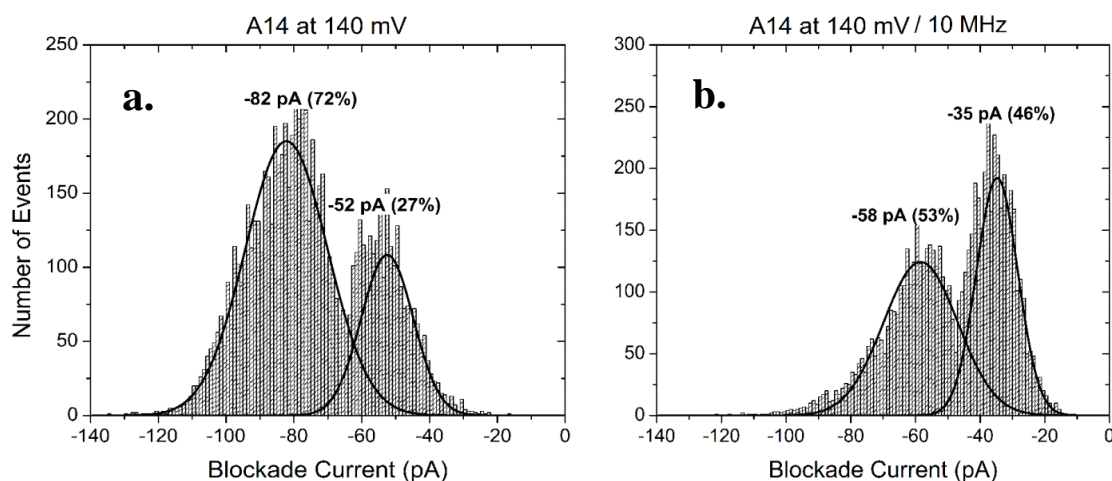 A14 at 140 mV
a.
-82 pA (72%)
-52 pA (27%)
Number of Events
250
200
150
100
50
0
-140 -120 -100 -80 -60 -40 -20 0
Blockade Current (pA)
A14 at 140 mV / 10 MHz
b.
-35 pA (46%)
-58 pA (53%)
300
250
200
150
100
50
0
-140 -120 -100 -80 -60 -40 -20 0
Blockade Current (pA)